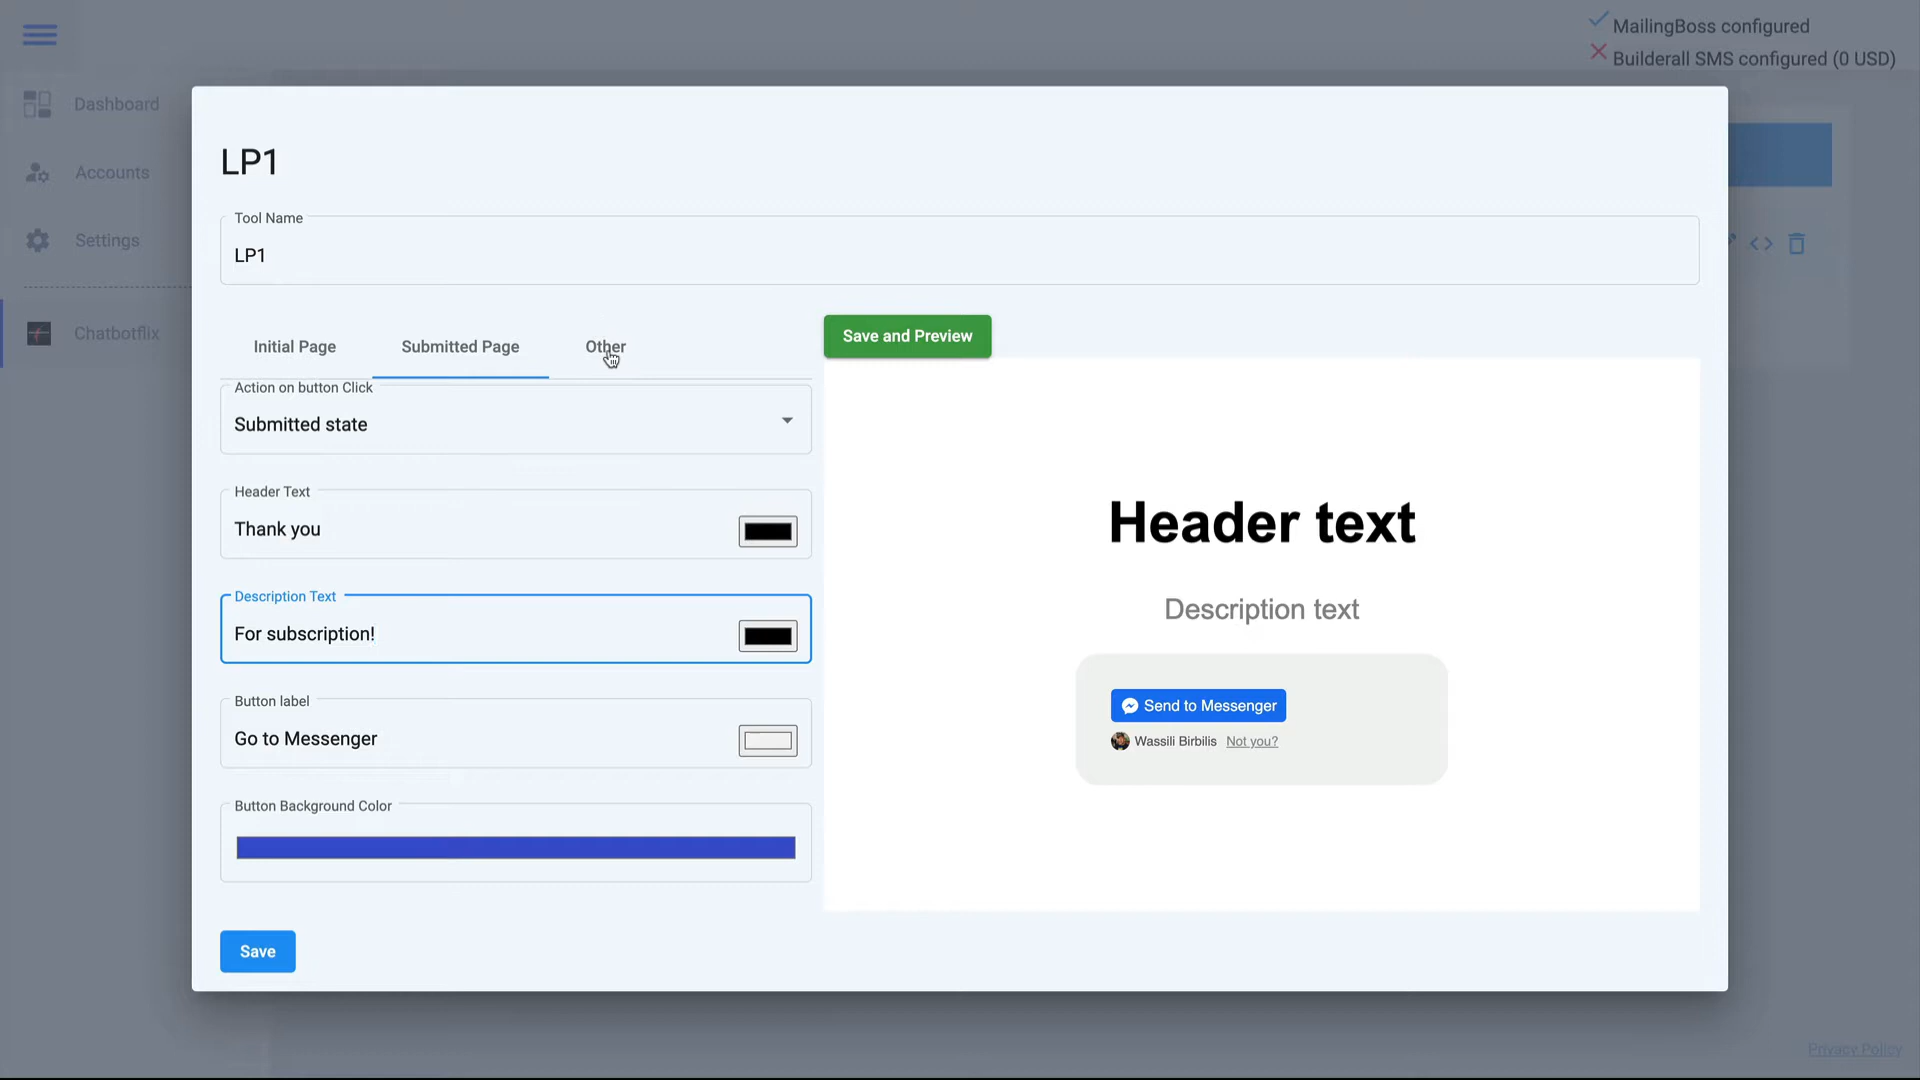 MailingBoss configured
Builderall SMS configured (0 USD)
Dashboard
Accounts
Settings
Chatbotflix
LP1
Tool Name
LP1
Initial Page
Submitted Page
Other
Save and Preview
Action on button Click
Submitted state
Header Text
Thank you
Description Text
For subscription!
Button label
Go to Messenger
Button Background Color
Save
Header text
Description text
Send to Messenger
Wassili Birbilis Not you?
Privacy Policy